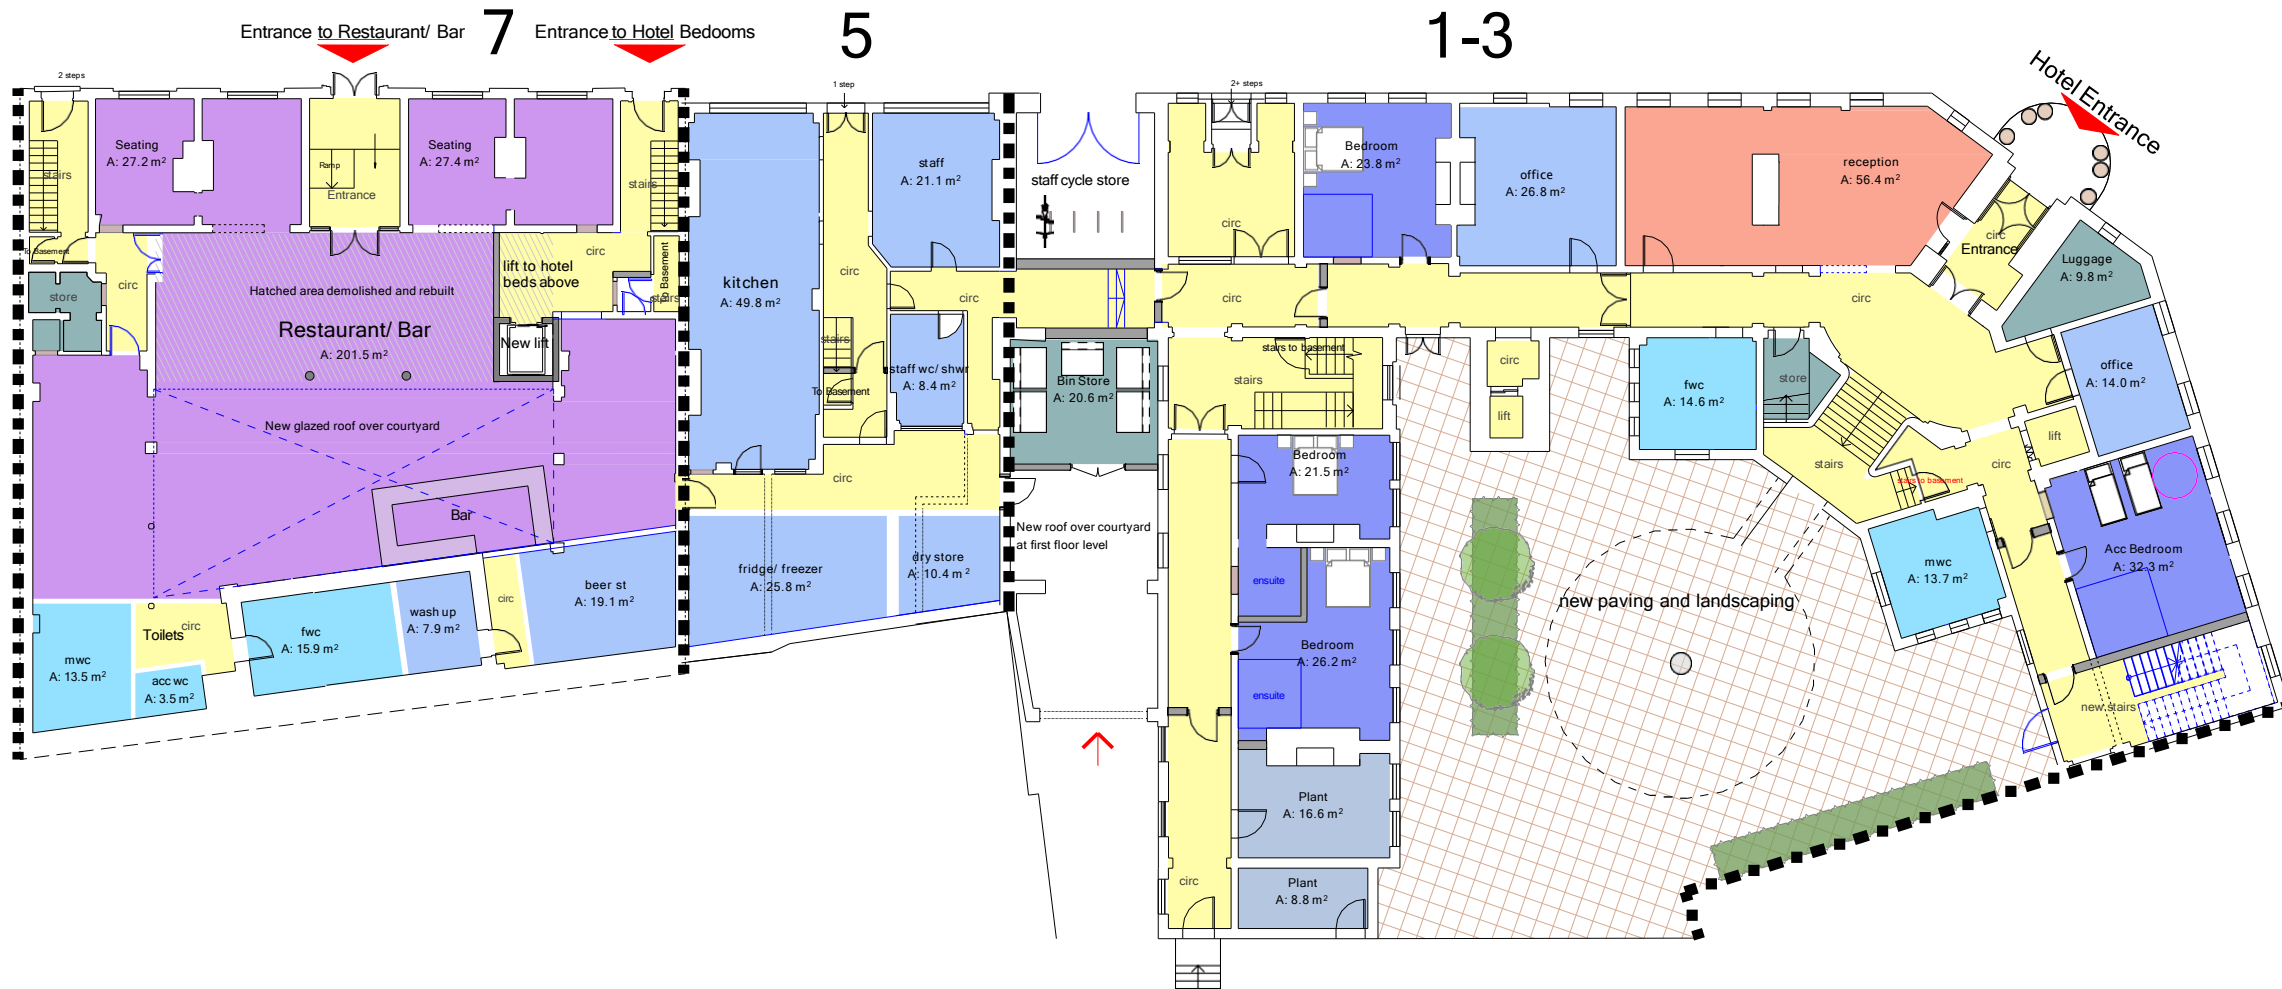 7
5
1-3
Entrance to Restaurant/ Bar
Entrance to Hotel Bedooms
Hotel Entrance
2 steps
1 step
2+ steps
Seating
A: 27.2 m²
stairs
Ramp
Entrance
Seating
A: 27.4 m²
stairs
To Basement
store
circ
Hatched area demolished and rebuilt
Restaurant/ Bar
A: 201.5 m²
lift to hotel
beds above
circ
To Basement
stairs
New lift
New glazed roof over courtyard
Bar
mwc
A: 13.5 m²
Toilets
circ
acc wc
A: 3.5 m²
fwc
A: 15.9 m²
wash up
A: 7.9 m²
circ
beer st
A: 19.1 m²
kitchen
A: 49.8 m²
staff
A: 21.1 m²
circ
circ
stairs
To Basement
staff wc/ shwr
A: 8.4 m²
circ
fridge/ freezer
A: 25.8 m²
dry store
A: 10.4 m²
staff cycle store
Bin Store
A: 20.6 m²
New roof over courtyard
at first floor level
circ
Bedroom
A: 23.8 m²
office
A: 26.8 m²
reception
A: 56.4 m²
circ
Entrance
Luggage
A: 9.8 m²
circ
circ
stairs to basement
stairs
circ
lift
fwc
A: 14.6 m²
store
office
A: 14.0 m²
lift
stairs
circ
stairs to basement
Bedroom
A: 21.5 m²
ensuite
Bedroom
A: 26.2 m²
ensuite
new paving and landscaping
mwc
A: 13.7 m²
Acc Bedroom
A: 32.3 m²
new stairs
Plant
A: 16.6 m²
circ
Plant
A: 8.8 m²